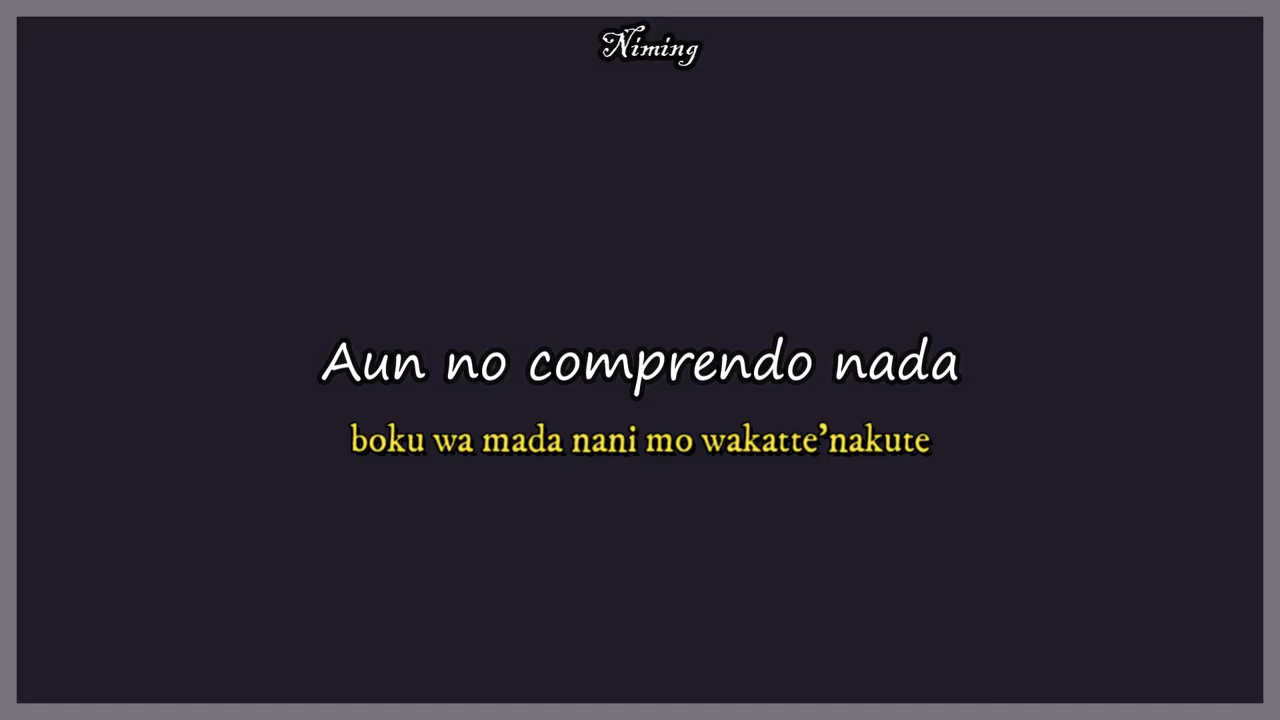 Niming
Aun no comprendo nada
boku wa mada nani mo wakatte’nakute